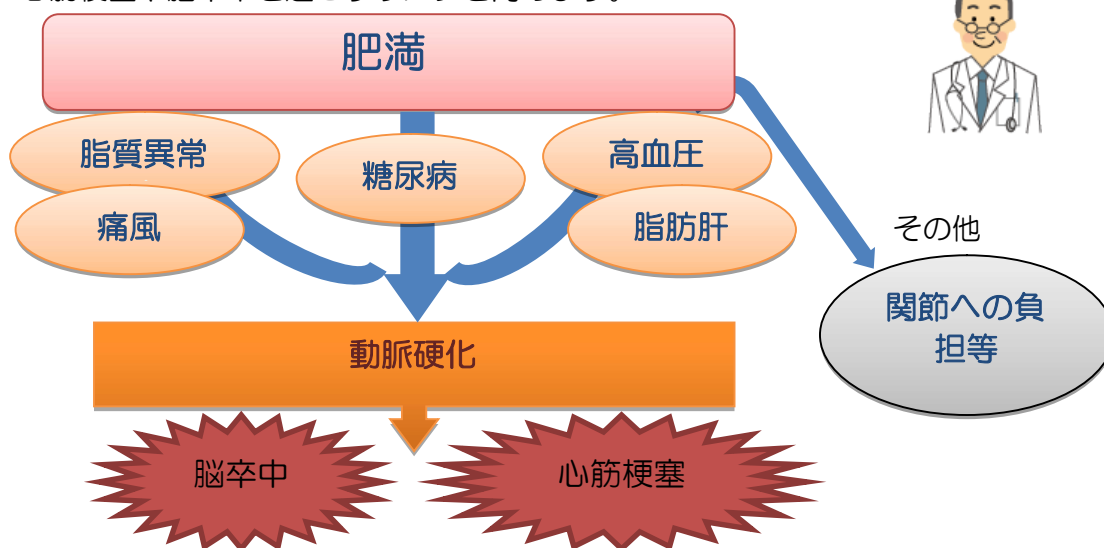 肥満
脂質異常
糖尿病
高血圧
痛風
脂肪肝
その他
関節への負
担等
動脈硬化
脳卒中
心筋梗塞